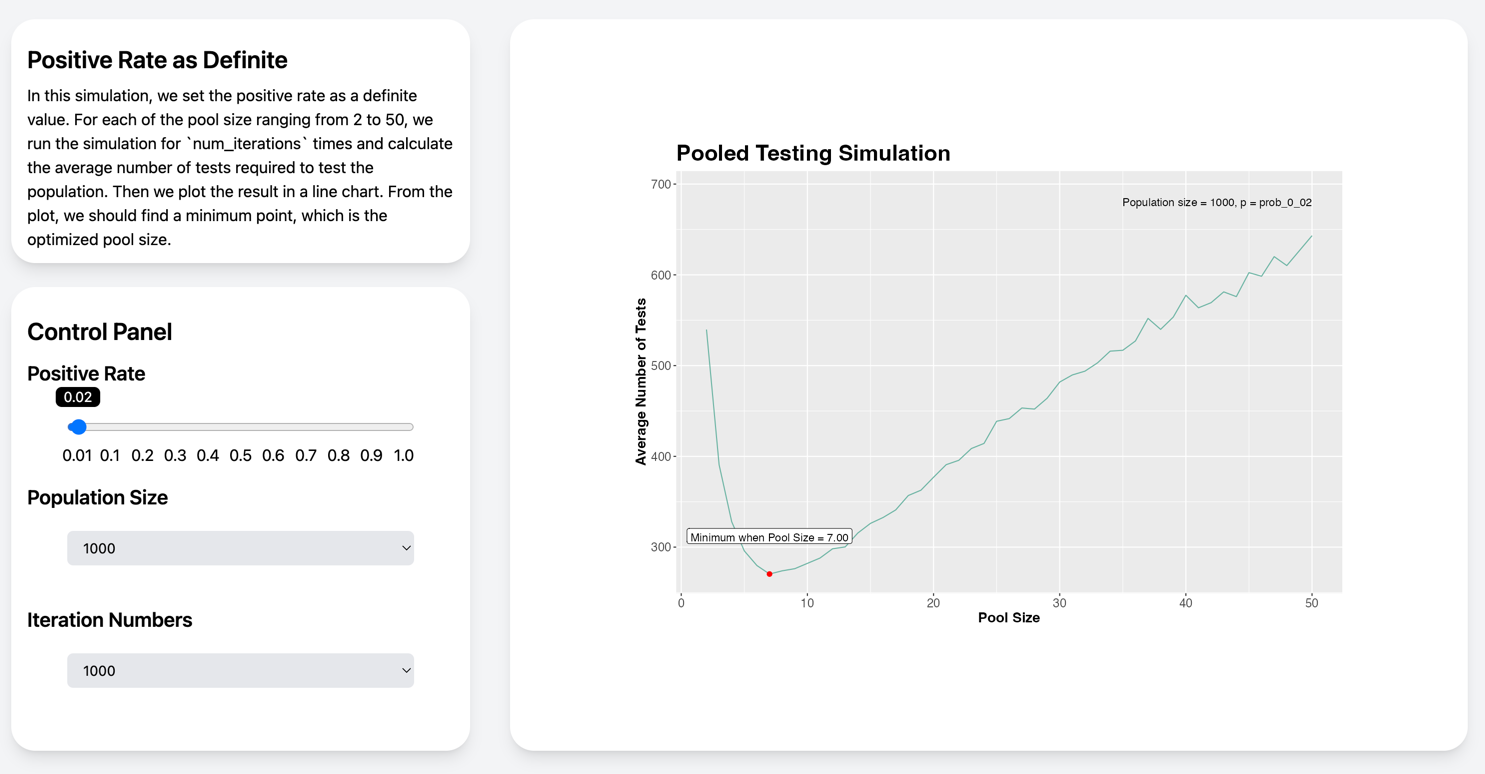 Positive Rate as Definite
In this simulation, we set the positive rate as a definite
value. For each of the pool size ranging from 2 to 50, we
run the simulation for `num_iterations` times and calculate
the average number of tests required to test the
population. Then we plot the result in a line chart. From the
plot, we should find a minimum point, which is the
optimized pool size.
Control Panel
Positive Rate
0.02
0.01 0.1 0.2 0.3 0.4 0.5 0.6 0.7 0.8 0.9 1.0
Population Size
1000
Iteration Numbers
1000
Pooled Testing Simulation
Population size = 1000, p = prob_0_02
700
600
500
400
300
Average Number of Tests
Minimum when Pool Size = 7.00
0 10 20 30 40 50
Pool Size